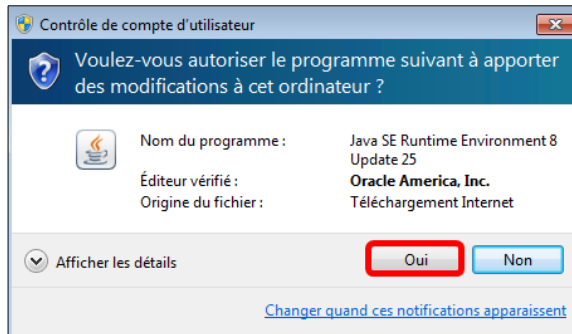 Contrôle de compte d'utilisateur
Voulez-vous autoriser le programme suivant à apporter
des modifications à cet ordinateur ?
Nom du programme : Java SE Runtime Environment 8
Update 25
Éditeur vérifié : Oracle America, Inc.
Origine du fichier : Téléchargement Internet
Afficher les détails Oui Non
Changer quand ces notifications apparaissent